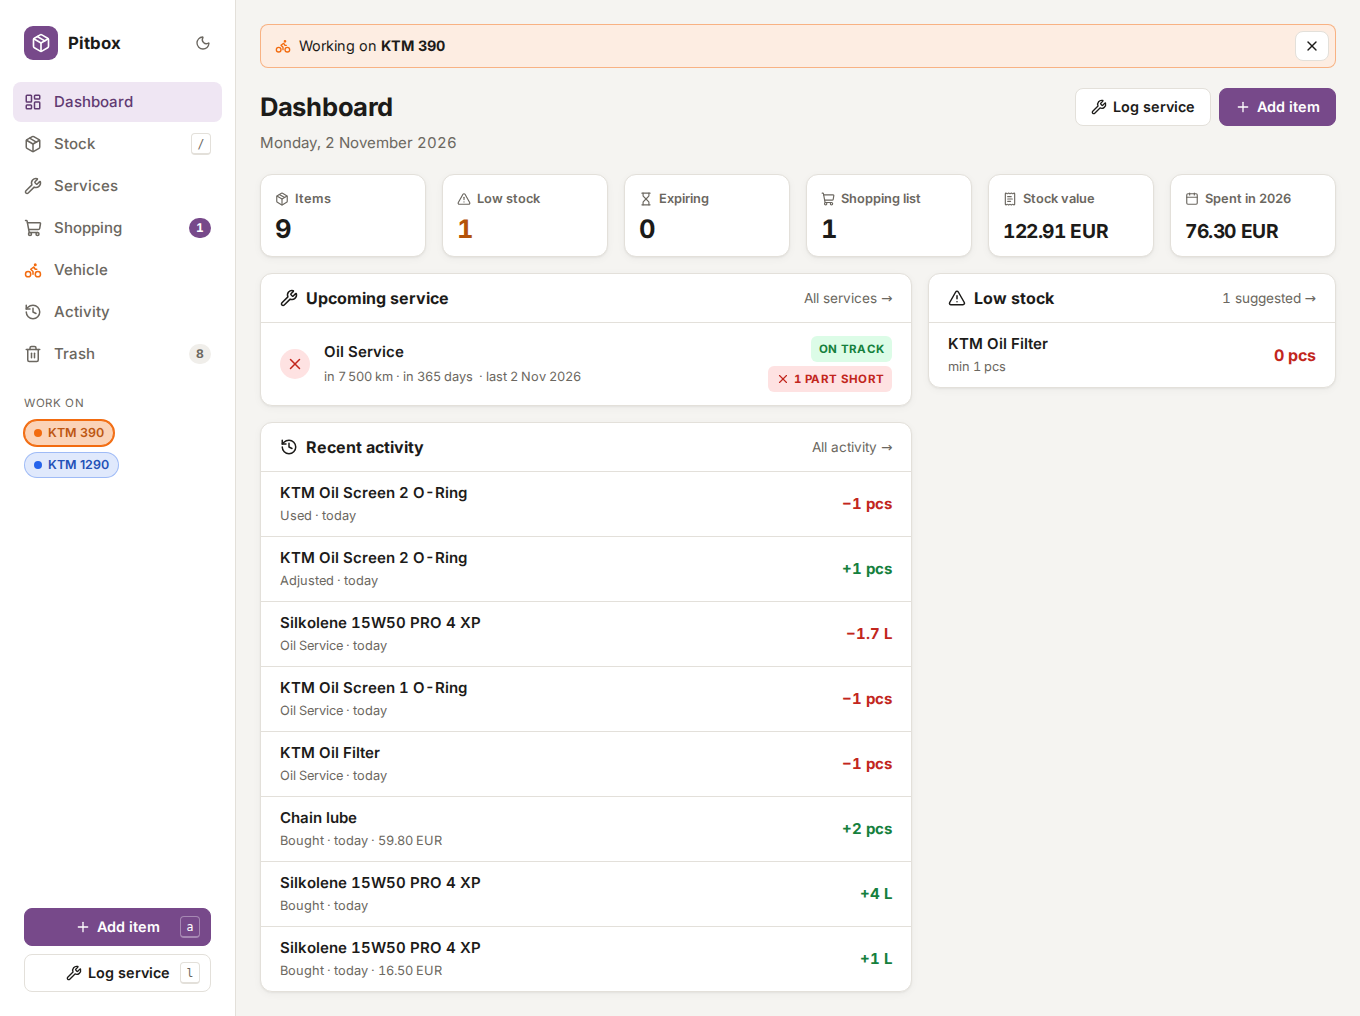 Pitbox
Dashboard
Stock /
Services
Shopping 1
Vehicle
Activity
Trash 8
WORK ON
KTM 390
KTM 1290
Add item a
Log service l
Working on KTM 390
Dashboard
Log service
Add item
Monday, 2 November 2026
Items
9
Low stock
1
Expiring
0
Shopping list
1
Stock value
122.91 EUR
Spent in 2026
76.30 EUR
Upcoming service
All services →
Oil Service
in 7 500 km · in 365 days · last 2 Nov 2026
ON TRACK
1 PART SHORT
Low stock
1 suggested →
KTM Oil Filter
min 1 pcs
0 pcs
Recent activity
All activity →
KTM Oil Screen 2 O-Ring
Used · today
−1 pcs
KTM Oil Screen 2 O-Ring
Adjusted · today
+1 pcs
Silkolene 15W50 PRO 4 XP
Oil Service · today
−1.7 L
KTM Oil Screen 1 O-Ring
Oil Service · today
−1 pcs
KTM Oil Filter
Oil Service · today
−1 pcs
Chain lube
Bought · today · 59.80 EUR
+2 pcs
Silkolene 15W50 PRO 4 XP
Bought · today
+4 L
Silkolene 15W50 PRO 4 XP
Bought · today · 16.50 EUR
+1 L